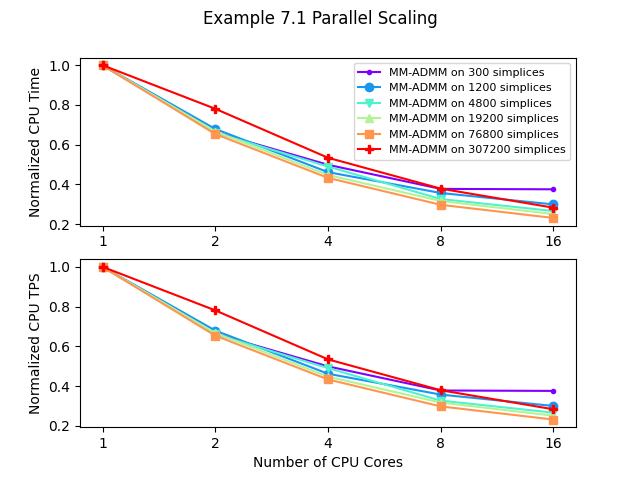 Example 7.1 Parallel Scaling
Normalized CPU Time
1.0
0.8
0.6
0.4
0.2
MM-ADMM on 300 simplices
MM-ADMM on 1200 simplices
MM-ADMM on 4800 simplices
MM-ADMM on 19200 simplices
MM-ADMM on 76800 simplices
MM-ADMM on 307200 simplices
1 2 4 8 16
Normalized CPU TPS
1.0
0.8
0.6
0.4
0.2
1 2 4 8 16
Number of CPU Cores